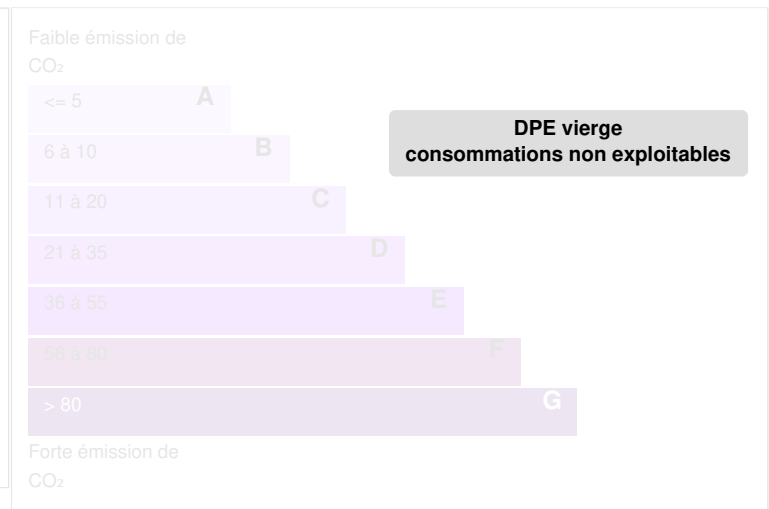 Faible émission de
CO₂
<= 5 A
DPE vierge
consommations non exploitables
6 à 10 B
11 à 20 C
21 à 35 D
36 à 55 E
56 à 80 F
> 80 G
Forte émission de
CO₂